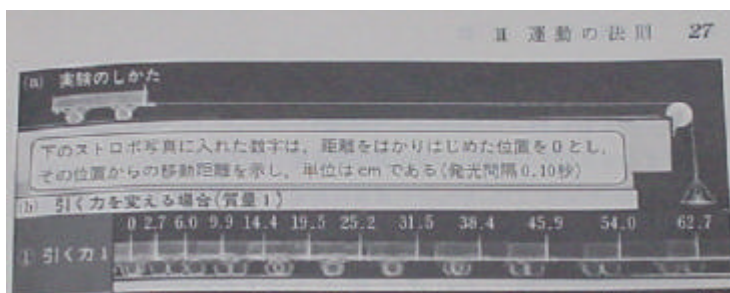 III 運動の法則 27
(a) 実験のしかた
下のストロボ写真に入れた数字は，距離をはかりはじめた位置を0とし，
その位置からの移動距離を示し，単位はcmである(発光間隔0.10秒)
(b) 引く力を変える場合(質量1)
0 2.7 6.0 9.9 14.4 19.5 25.2 31.5 38.4 45.9 54.0 62.7
① 引く力1